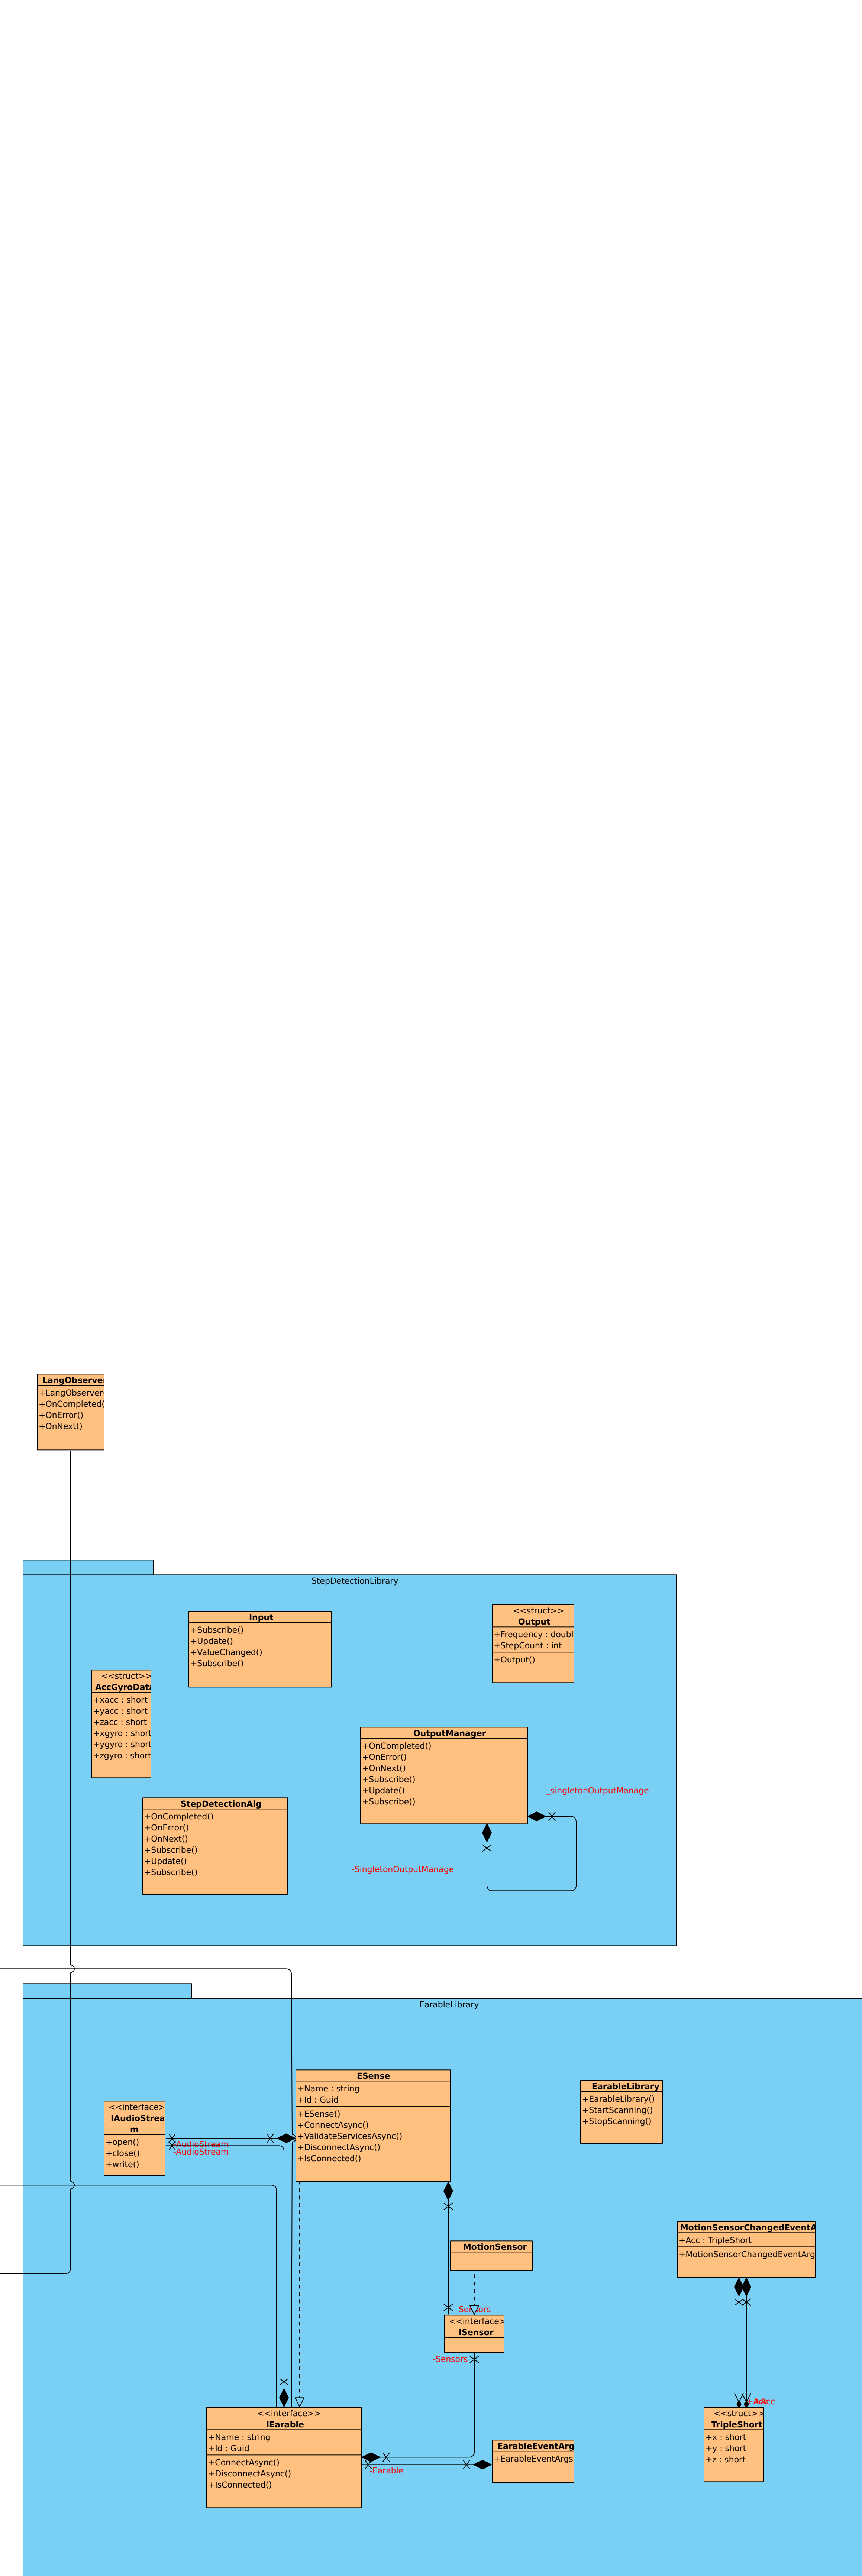 LangObserve
+LangObserver
+OnCompleted(
+OnError()
+OnNext()
StepDetectionLibrary
Input
+Subscribe()
+Update()
+ValueChanged()
+Subscribe()
<<struct>>
Output
+Frequency : doubl
+StepCount : int
+Output()
<<struct>>
AccGyroData
+xacc : short
+yacc : short
+zacc : short
+xgyro : short
+ygyro : short
+zgyro : short
OutputManager
+OnCompleted()
+OnError()
+OnNext()
+Subscribe()
+Update()
+Subscribe()
-_singletonOutputManage
-SingletonOutputManage
StepDetectionAlg
+OnCompleted()
+OnError()
+OnNext()
+Subscribe()
+Update()
+Subscribe()
EarableLibrary
ESense
+Name : string
+Id : Guid
+ESense()
+ConnectAsync()
+ValidateServicesAsync()
+DisconnectAsync()
+IsConnected()
EarableLibrary
+EarableLibrary()
+StartScanning()
+StopScanning()
<<interface>
IAudioStrea
m
+open()
+close()
+write()
-AudioStream
-AudioStream
MotionSensorChangedEventA
+Acc : TripleShort
+MotionSensorChangedEventArg
MotionSensor
-Sensors
<<interface>
ISensor
-Sensors
+Acc
<<interface>>
IEarable
+Name : string
+Id : Guid
+ConnectAsync()
+DisconnectAsync()
+IsConnected()
-Earable
EarableEventArg
+EarableEventArgs
<<struct>>
TripleShort
+x : short
+y : short
+z : short